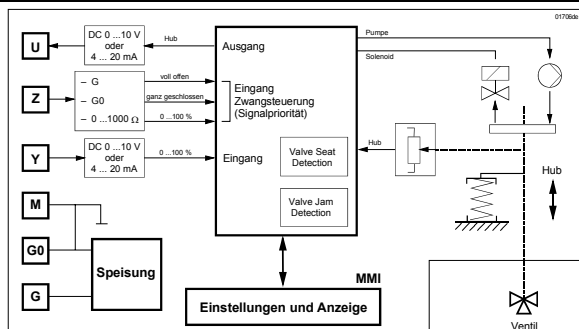 01706de
U
DC 0 ...10 V
oder
4 ... 20 mA
Hub
Ausgang
Pumpe
Solenoid
Z
– G
– G0
– 0 ...1000 Ω
voll offen
ganz geschlossen
0 ...100 %
Eingang
Zwangsteuerung
(Signalpriorität)
Y
DC 0 ...10 V
oder
4 ... 20 mA
0 ...100 %
Eingang
Valve Seat
Detection
Valve Jam
Detection
Hub
Hub
M
G0
G
Speisung
MMI
Einstellungen und Anzeige
Ventil